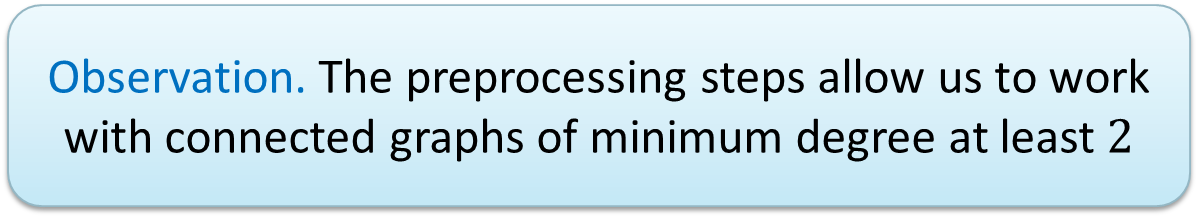 Observation. The preprocessing steps allow us to work
with connected graphs of minimum degree at least 2